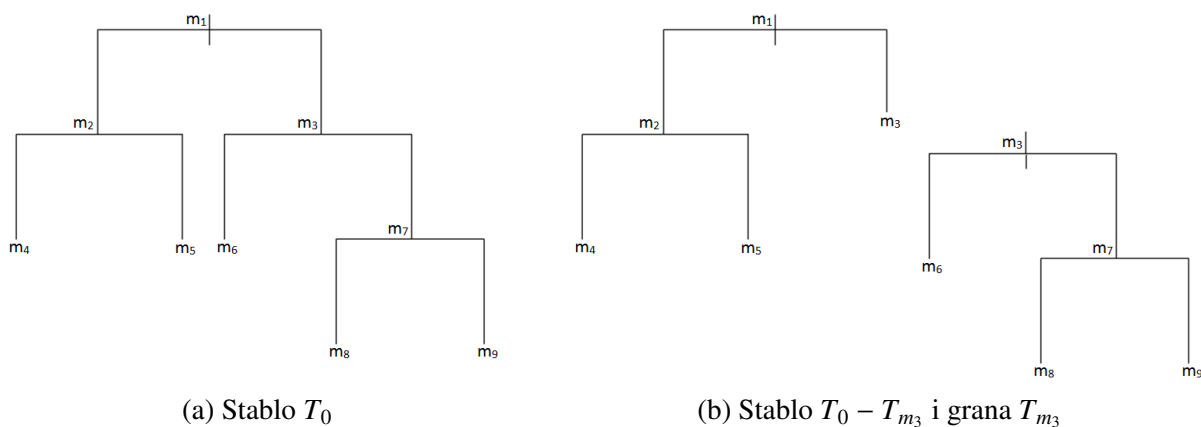 m₁
m₂
m₃
m₄
m₅
m₆
m₇
m₈
m₉
(a) Stablo T₀
m₁
m₂
m₃
m₃
m₄
m₅
m₆
m₇
m₈
m₉
(b) Stablo T₀ − Tₘ₃ i grana Tₘ₃